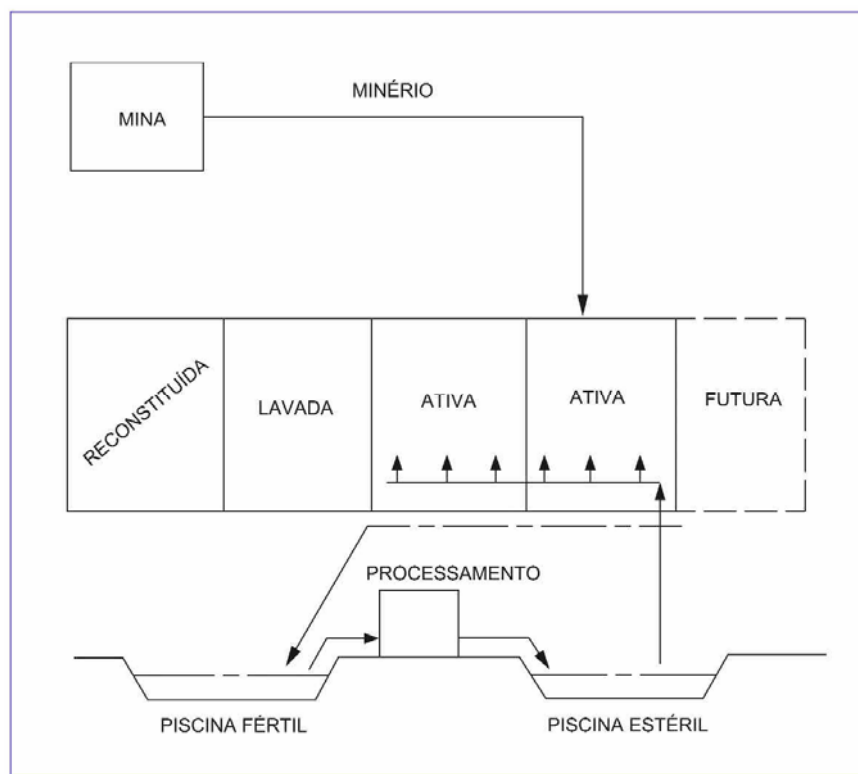 MINÉRIO
MINA
RECONSTITUÍDA
LAVADA
ATIVA
ATIVA
FUTURA
PROCESSAMENTO
PISCINA FÉRTIL
PISCINA ESTÉRIL